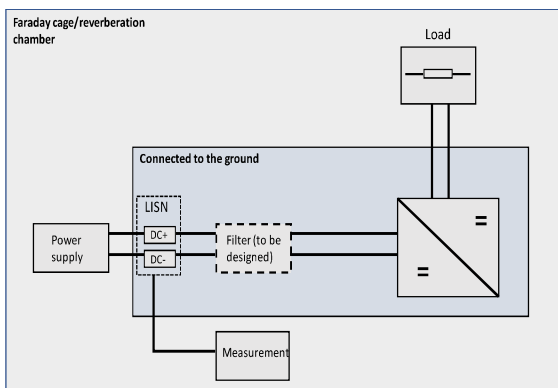 Faraday cage/reverberation
chamber
Load
Connected to the ground
LISN
DC+
DC-
Power
supply
Filter (to be
designed)
Measurement